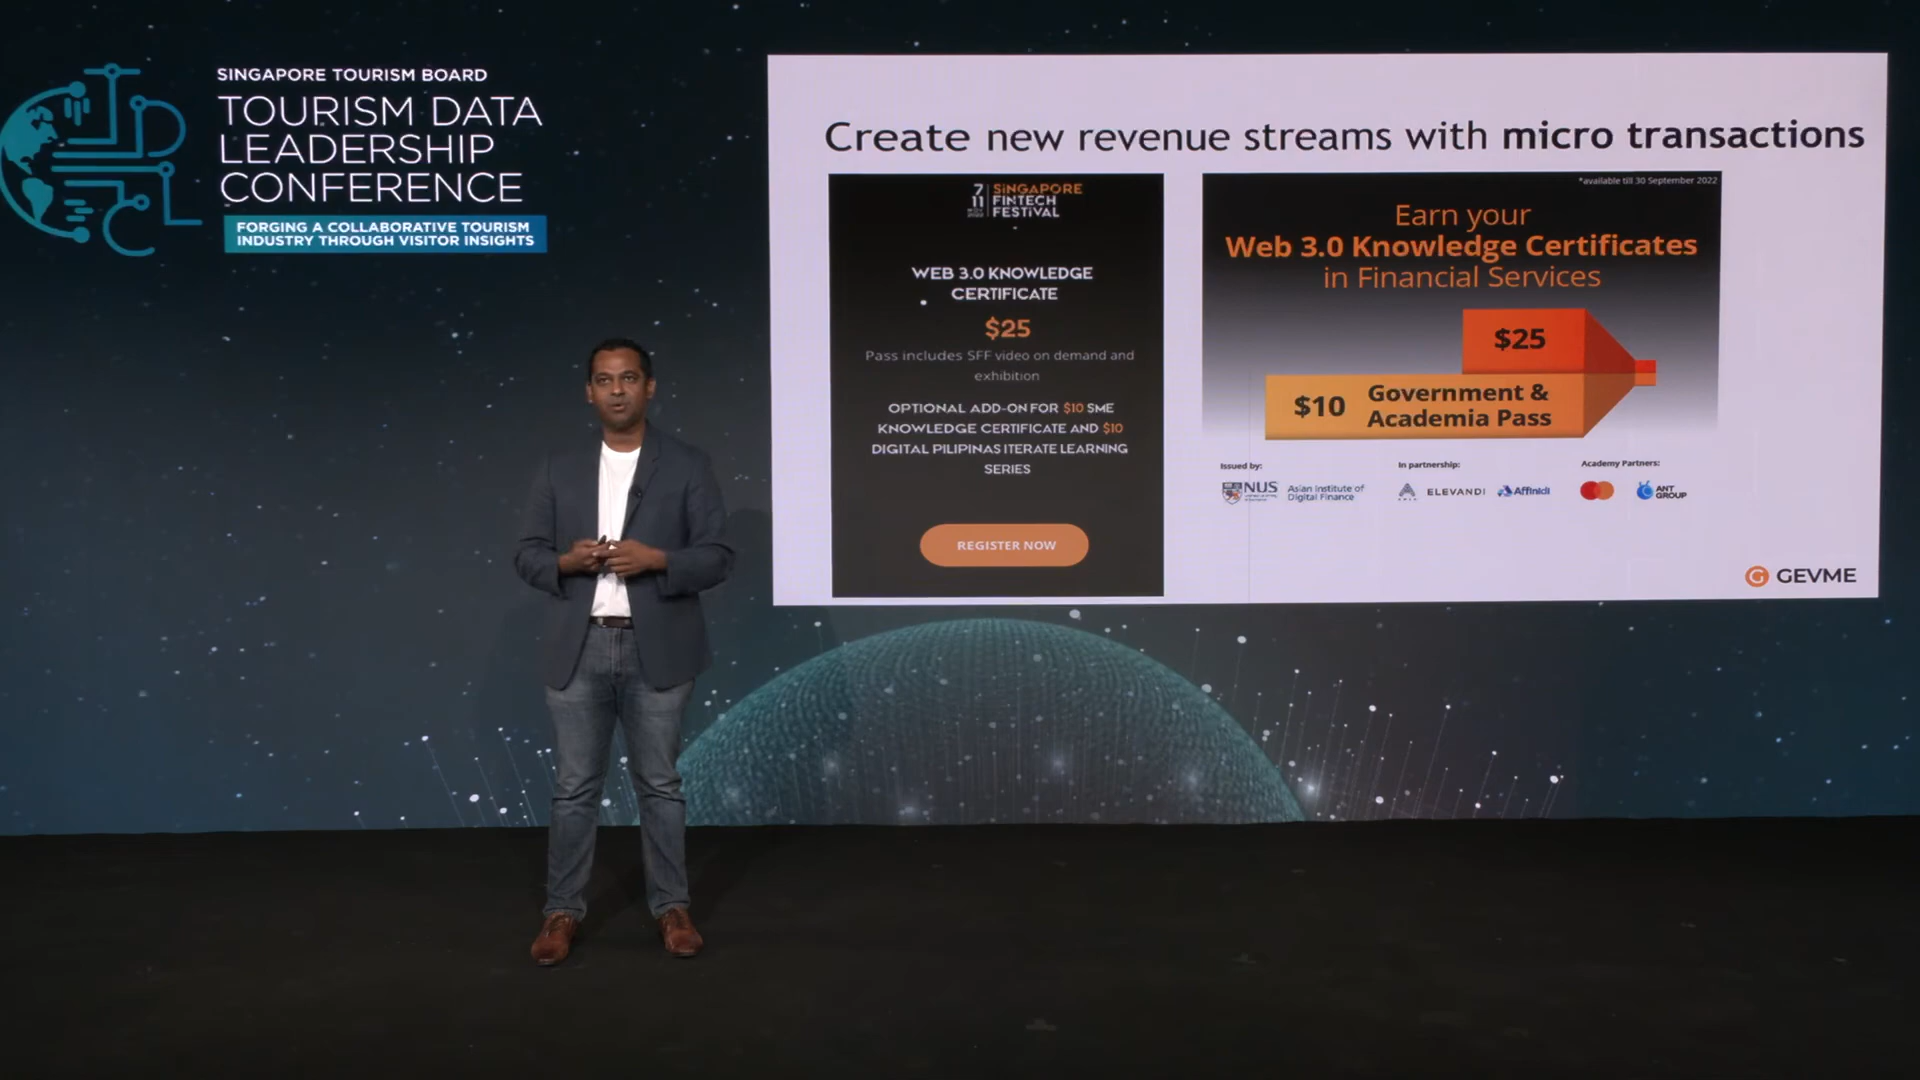 SINGAPORE TOURISM BOARD
TOURISM DATA
LEADERSHIP
CONFERENCE
FORGING A COLLABORATIVE TOURISM
INDUSTRY THROUGH VISITOR INSIGHTS
Create new revenue streams with micro transactions
7
11
SiNGAPORE
FiNTECH
FESTiVAL
WEB 3.0 KNOWLEDGE
CERTIFICATE
$25
Pass includes SFF video on demand and
exhibition
OPTIONAL ADD-ON FOR $10 SME
KNOWLEDGE CERTIFICATE AND $10
DIGITAL PILIPINAS ITERATE LEARNING
SERIES
REGISTER NOW
*available till 30 September 2022
Earn your
Web 3.0 Knowledge Certificates
in Financial Services
$25
$10 Government &
Academia Pass
Issued by:
NUS
Asian Institute of
Digital Finance
In partnership:
ELEVANDI
Affinidi
Academy Partners:
ANT
GROUP
GEVME